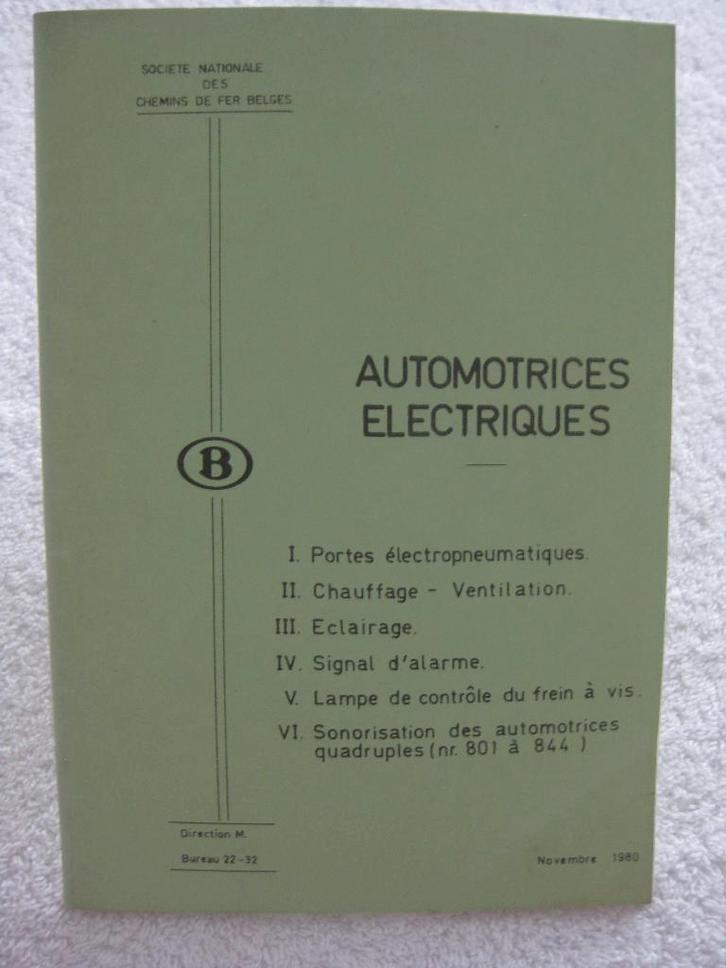 SOCIETE NATIONALE
DES
CHEMINS DE FER BELGES
AUTOMOTRICES
ELECTRIQUES
B
I. Portes électropneumatiques.
II. Chauffage - Ventilation.
III. Eclairage.
IV. Signal d'alarme.
V. Lampe de contrôle du frein à vis.
VI. Sonorisation des automotrices
quadruples (nr. 801 à 844)
Direction M.
Bureau 22-32
Novembre 1980